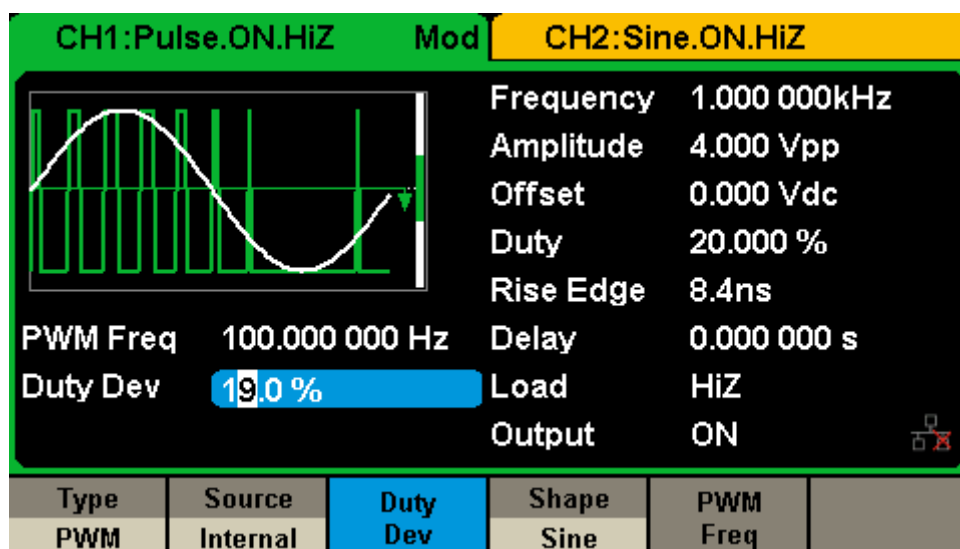 CH1:Pulse.ON.HiZ Mod CH2:Sine.ON.HiZ
Frequency 1.000 000kHz
Amplitude 4.000 Vpp
Offset 0.000 Vdc
Duty 20.000 %
Rise Edge 8.4ns
PWM Freq 100.000 000 Hz Delay 0.000 000 s
Duty Dev 19.0 % Load HiZ
Output ON
Type Source Duty Shape PWM
PWM Internal Dev Sine Freq